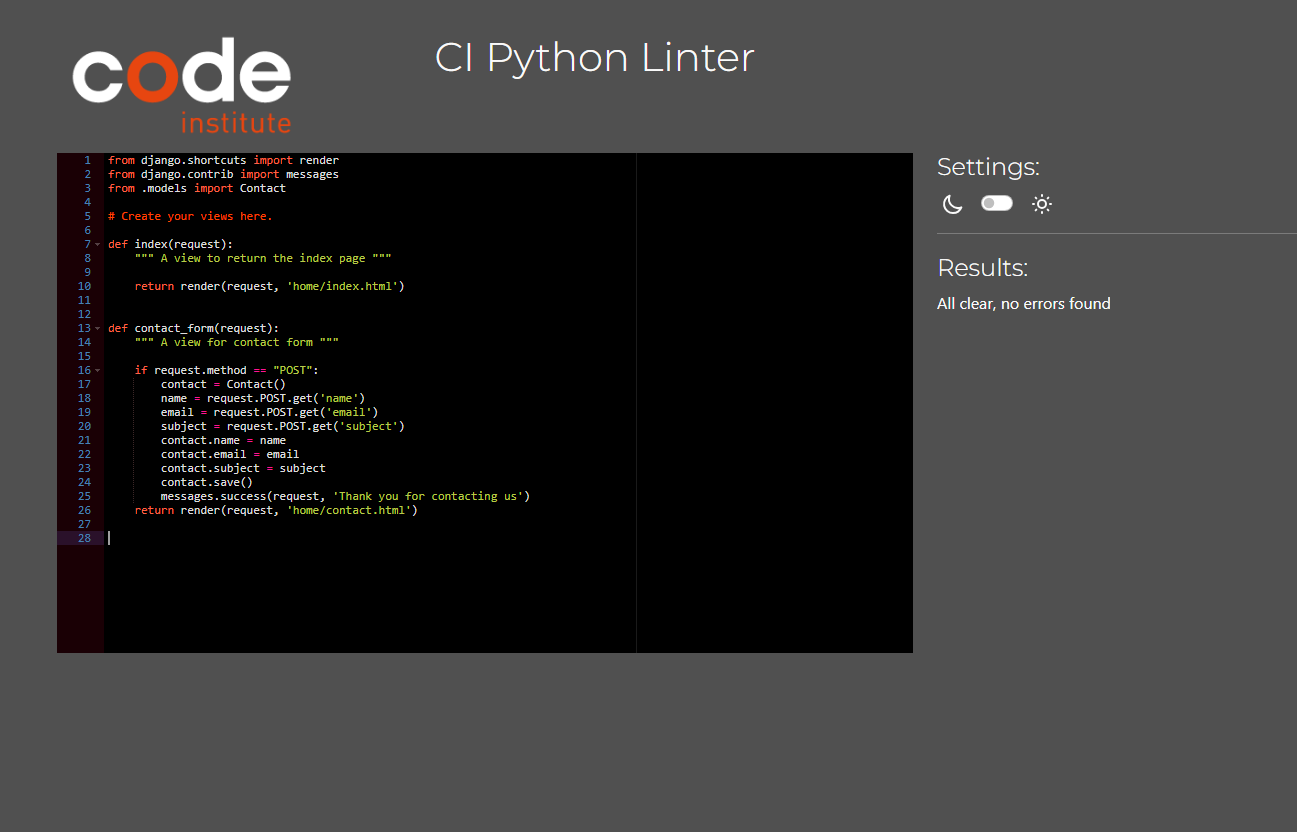 code
institute
CI Python Linter
1 from django.shortcuts import render
2 from django.contrib import messages
3 from .models import Contact
4
5 # Create your views here.
6
7 def index(request):
8     """ A view to return the index page """
9
10     return render(request, 'home/index.html')
11
12
13 def contact_form(request):
14     """ A view for contact form """
15
16     if request.method == "POST":
17         contact = Contact()
18         name = request.POST.get('name')
19         email = request.POST.get('email')
20         subject = request.POST.get('subject')
21         contact.name = name
22         contact.email = email
23         contact.subject = subject
24         contact.save()
25         messages.success(request, 'Thank you for contacting us')
26     return render(request, 'home/contact.html')
27
28
Settings:
Results:
All clear, no errors found